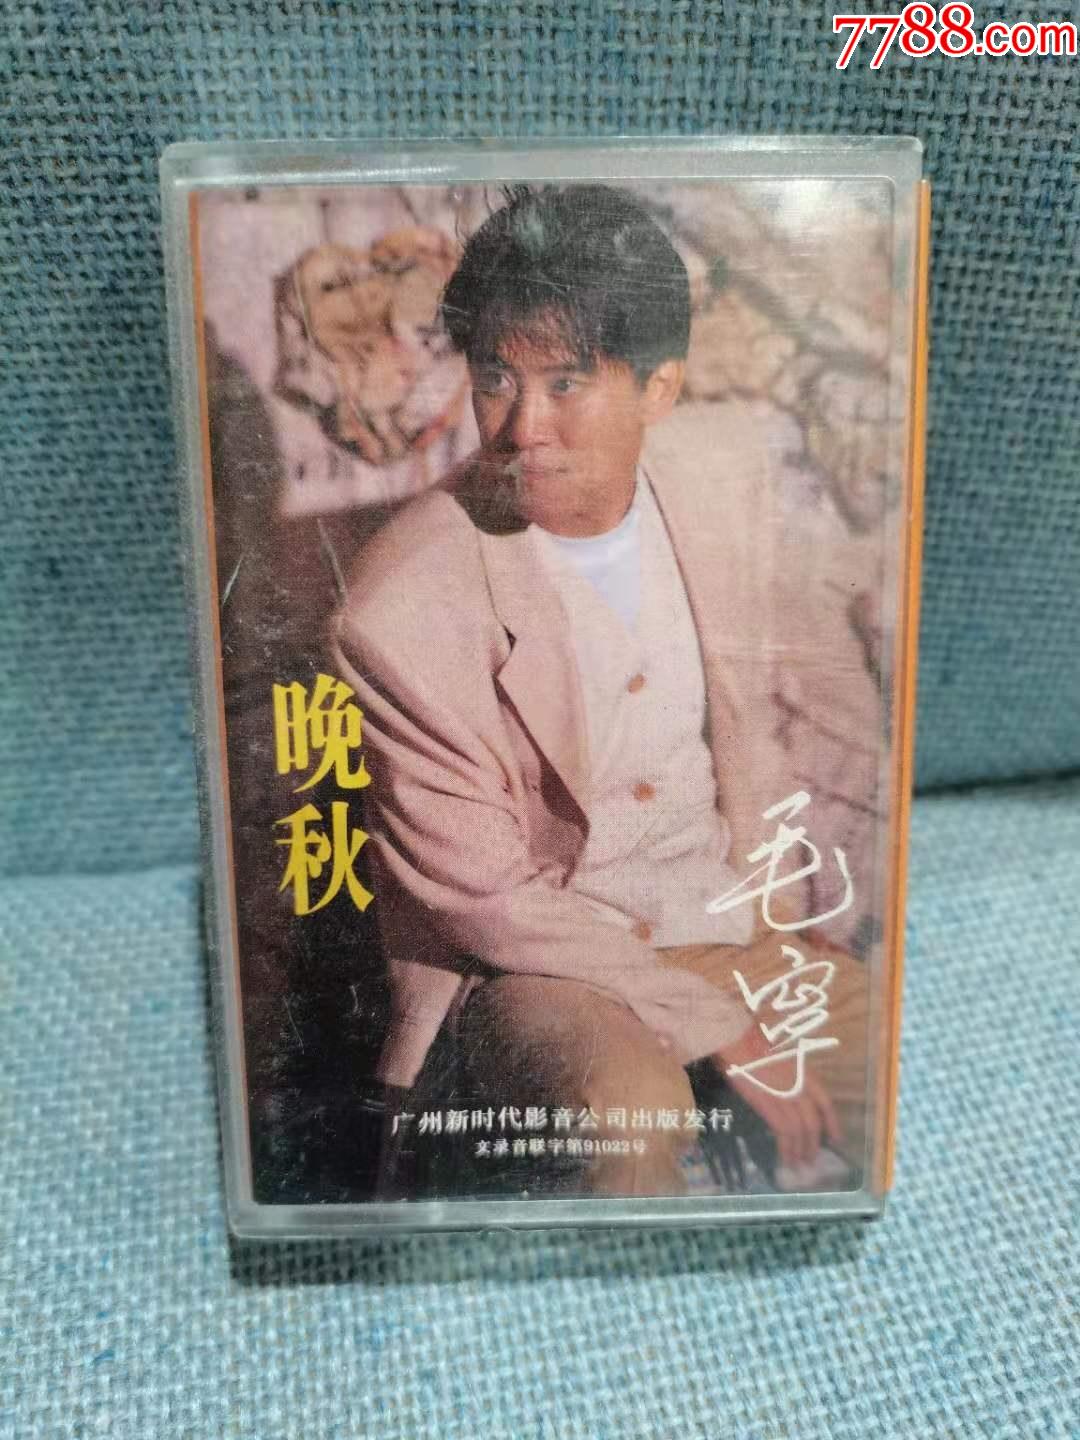 7788.com
晚秋
毛寧
广州新时代影音公司出版发行
文录音联字第91022号